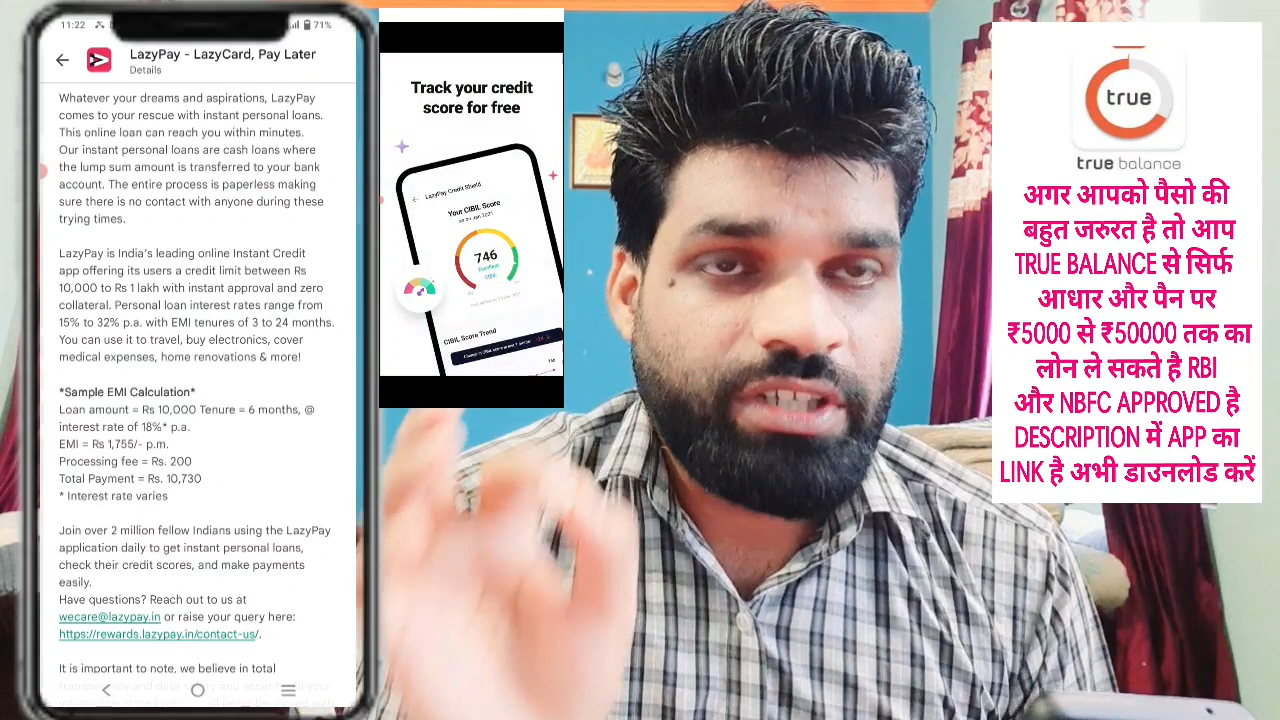 11:22
71%
LazyPay - LazyCard, Pay Later
Details
Whatever your dreams and aspirations, LazyPay
comes to your rescue with instant personal loans.
This online loan can reach you within minutes.
Our instant personal loans are cash loans where
the lump sum amount is transferred to your bank
account. The entire process is paperless making
sure there is no contact with anyone during these
trying times.
LazyPay is India's leading online Instant Credit
app offering its users a credit limit between Rs
10,000 to Rs 1 lakh with instant approval and zero
collateral. Personal loan interest rates range from
15% to 32% p.a. with EMI tenures of 3 to 24 months.
You can use it to travel, buy electronics, cover
medical expenses, home renovations & more!
*Sample EMI Calculation*
Loan amount = Rs 10,000 Tenure = 6 months, @
interest rate of 18%* p.a.
EMI = Rs 1,755/- p.m.
Processing fee = Rs. 200
Total Payment = Rs. 10,730
* Interest rate varies
Join over 2 million fellow Indians using the LazyPay
application daily to get instant personal loans,
check their credit scores, and make payments
easily.
Have questions? Reach out to us at
wecare@lazypay.in or raise your query here:
https://rewards.lazypay.in/contact-us/.
It is important to note, we believe in total
Track your credit
score for free
LazyPay Credit Shield
Your CIBIL Score
746
Excellent
CIBIL
CIBIL Score Trend
true
true balance
अगर आपको पैसो की
बहुत जरुरत है तो आप
TRUE BALANCE से सिर्फ
आधार और पैन पर
₹5000 से ₹50000 तक का
लोन ले सकते है RBI
और NBFC APPROVED है
DESCRIPTION में APP का
LINK है अभी डाउनलोड करें